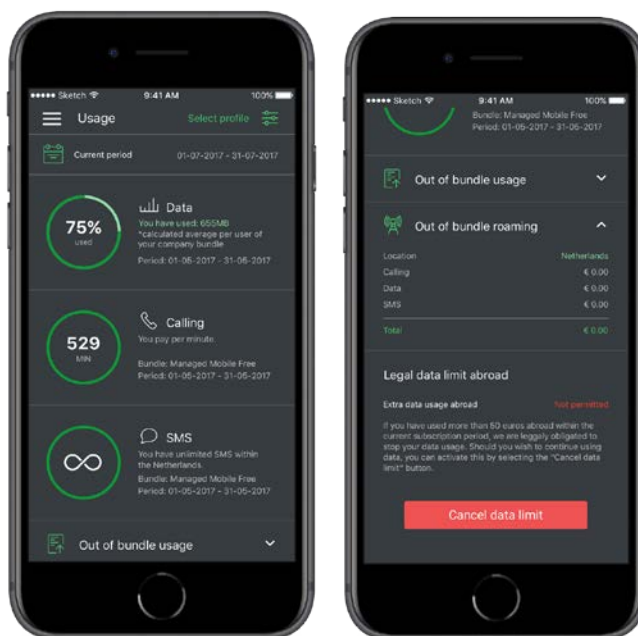 Sketch 9:41 AM 100%
Usage Select profile
Current period 01-07-2017 - 31-07-2017
75%
used
Data
You have used: 655MB
*calculated average per user of
your company bundle
Period: 01-05-2017 - 31-05-2017
529
MIN
Calling
You pay per minute.
Bundle: Managed Mobile Free
Period: 01-05-2017 - 31-05-2017
SMS
You have unlimited SMS within
the Netherlands.
Bundle: Managed Mobile Free
Period: 01-05-2017 - 31-05-2017
Out of bundle usage
Sketch 9:41 AM 100%
Bundle: Managed Mobile Free
Period: 01-05-2017 - 31-05-2017
Out of bundle usage
Out of bundle roaming
Location Netherlands
Calling € 0.00
Data € 0.00
SMS € 0.00
Total € 0.00
Legal data limit abroad
Extra data usage abroad Not permitted
If you have used more than 50 euros abroad within the
current subscription period, we are leggaly obligated to
stop your data usage. Should you wish to continue using
data, you can activate this by selecting the "Cancel data
limit" button.
Cancel data limit